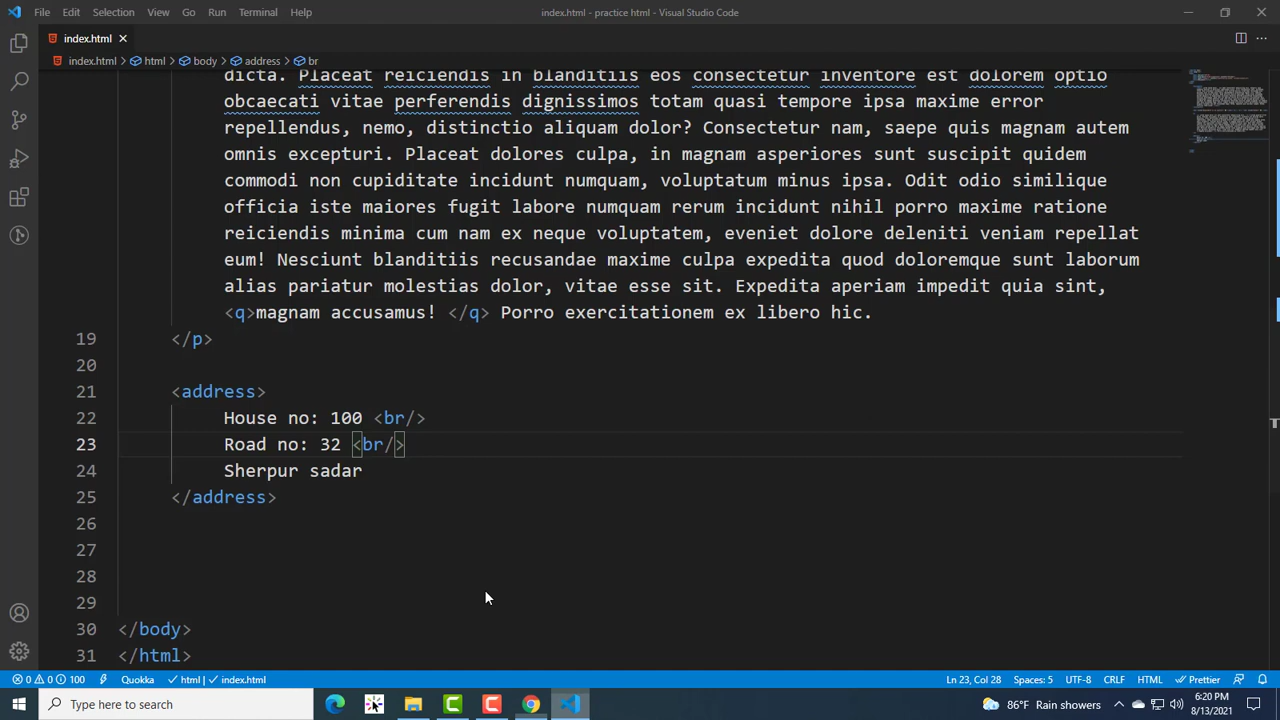 File Edit Selection View Go Run Terminal Help
index.html - practice html - Visual Studio Code
index.html
index.html › html › body › address › br
dicta. Placeat reiciendis in blanditiis eos consectetur inventore est dolorem optio
obcaecati vitae perferendis dignissimos totam quasi tempore ipsa maxime error
repellendus, nemo, distinctio aliquam dolor? Consectetur nam, saepe quis magnam autem
omnis excepturi. Placeat dolores culpa, in magnam asperiores sunt suscipit quidem
commodi non cupiditate incidunt numquam, voluptatum minus ipsa. Odit odio similique
officia iste maiores fugit labore numquam rerum incidunt nihil porro maxime ratione
reiciendis minima cum nam ex neque voluptatem, eveniet dolore deleniti veniam repellat
eum! Nesciunt blanditiis recusandae maxime culpa expedita quod doloremque sunt laborum
alias pariatur molestias dolor, vitae esse sit. Expedita aperiam impedit quia sint,
<q>magnam accusamus! </q> Porro exercitationem ex libero hic.
19 </p>
20
21 <address>
22 House no: 100 <br/>
23 Road no: 32 <br/>
24 Sherpur sadar
25 </address>
26
27
28
29
30 </body>
31 </html>
0 0 100 Quokka html | index.html Ln 23, Col 28 Spaces: 5 UTF-8 CRLF HTML Prettier
Type here to search
86°F Rain showers
6:20 PM
8/13/2021